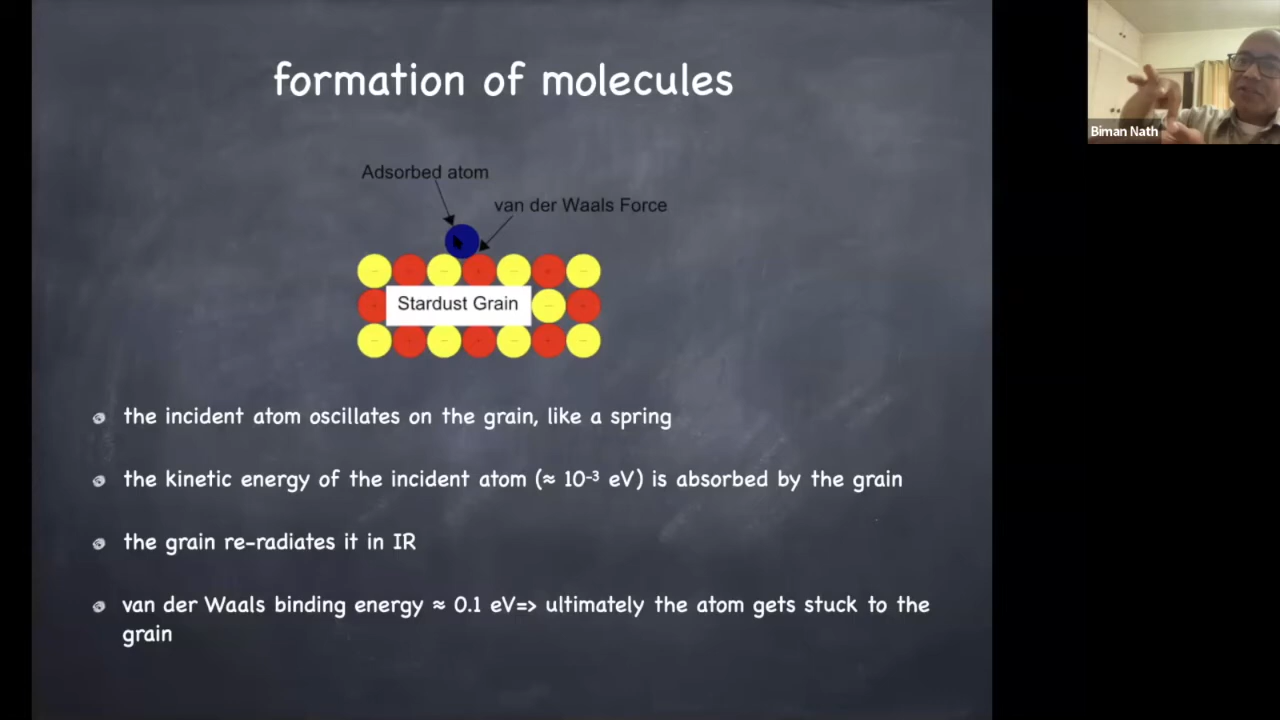 formation of molecules
Biman Nath
Adsorbed atom
van der Waals Force
Stardust Grain
the incident atom oscillates on the grain, like a spring
the kinetic energy of the incident atom (≈ 10⁻³ eV) is absorbed by the grain
the grain re-radiates it in IR
van der Waals binding energy ≈ 0.1 eV=> ultimately the atom gets stuck to the
grain